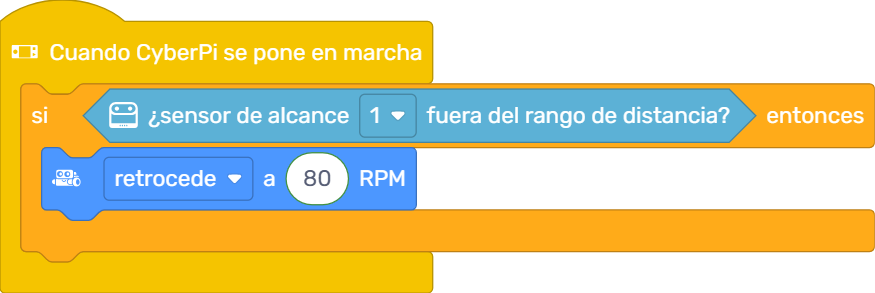 Cuando CyberPi se pone en marcha
si ¿sensor de alcance 1 fuera del rango de distancia? entonces
retrocede a 80 RPM